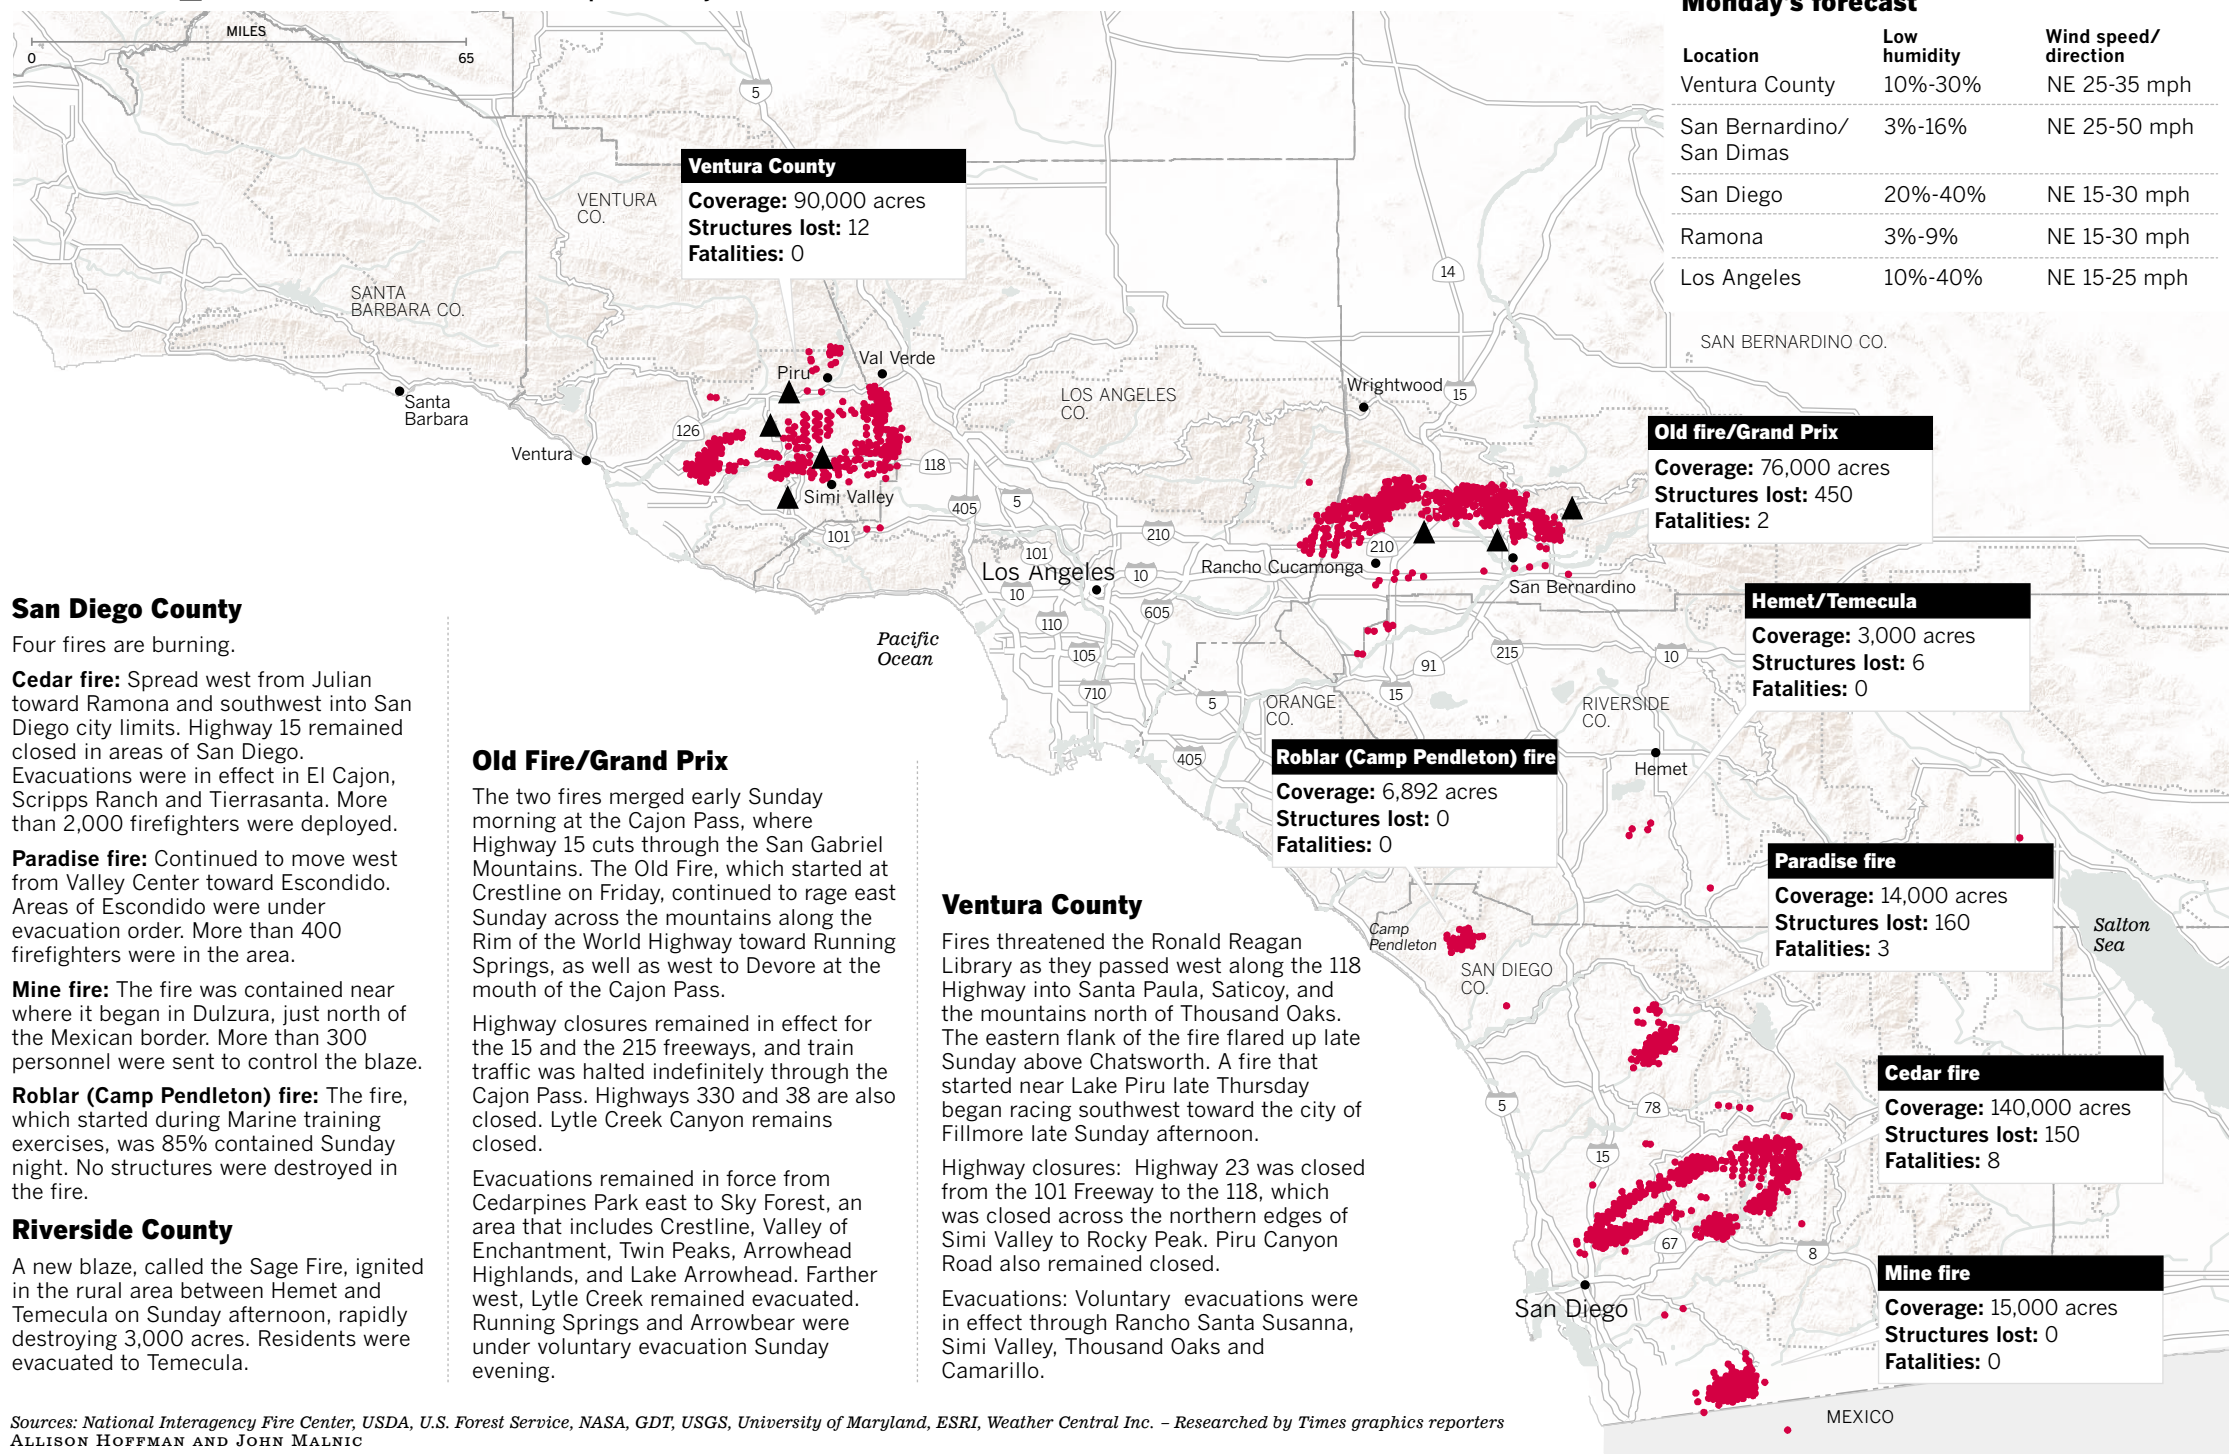 Monday's forecast
Location
Low
humidity
Wind speed/
direction
Ventura County 10%-30% NE 25-35 mph
San Bernardino/ 3%-16% NE 25-50 mph
San Dimas
San Diego 20%-40% NE 15-30 mph
Ramona 3%-9% NE 15-30 mph
Los Angeles 10%-40% NE 15-25 mph
MILES
0 65
5
14
VENTURA
CO.
Ventura County
Coverage: 90,000 acres
Structures lost: 12
Fatalities: 0
SANTA
BARBARA CO.
SAN BERNARDINO CO.
Val Verde
Piru
Santa
Barbara
Ventura
126
118
Simi Valley
101
405
5
LOS ANGELES
CO.
Wrightwood
15
210
101
Los Angeles
10
10
110
605
105
710
Rancho Cucamonga
210
San Bernardino
Old fire/Grand Prix
Coverage: 76,000 acres
Structures lost: 450
Fatalities: 2
Hemet/Temecula
Coverage: 3,000 acres
Structures lost: 6
Fatalities: 0
Pacific
Ocean
5
405
ORANGE
CO.
15
91
215
10
RIVERSIDE
CO.
Hemet
Roblar (Camp Pendleton) fire
Coverage: 6,892 acres
Structures lost: 0
Fatalities: 0
Paradise fire
Coverage: 14,000 acres
Structures lost: 160
Fatalities: 3
Camp
Pendleton
SAN DIEGO
CO.
Salton
Sea
5
78
15
67
8
Cedar fire
Coverage: 140,000 acres
Structures lost: 150
Fatalities: 8
San Diego
Mine fire
Coverage: 15,000 acres
Structures lost: 0
Fatalities: 0
MEXICO
San Diego County
Four fires are burning.
Cedar fire: Spread west from Julian
toward Ramona and southwest into San
Diego city limits. Highway 15 remained
closed in areas of San Diego.
Evacuations were in effect in El Cajon,
Scripps Ranch and Tierrasanta. More
than 2,000 firefighters were deployed.
Paradise fire: Continued to move west
from Valley Center toward Escondido.
Areas of Escondido were under
evacuation order. More than 400
firefighters were in the area.
Mine fire: The fire was contained near
where it began in Dulzura, just north of
the Mexican border. More than 300
personnel were sent to control the blaze.
Roblar (Camp Pendleton) fire: The fire,
which started during Marine training
exercises, was 85% contained Sunday
night. No structures were destroyed in
the fire.
Riverside County
A new blaze, called the Sage Fire, ignited
in the rural area between Hemet and
Temecula on Sunday afternoon, rapidly
destroying 3,000 acres. Residents were
evacuated to Temecula.
Old Fire/Grand Prix
The two fires merged early Sunday
morning at the Cajon Pass, where
Highway 15 cuts through the San Gabriel
Mountains. The Old Fire, which started at
Crestline on Friday, continued to rage east
Sunday across the mountains along the
Rim of the World Highway toward Running
Springs, as well as west to Devore at the
mouth of the Cajon Pass.
Highway closures remained in effect for
the 15 and the 215 freeways, and train
traffic was halted indefinitely through the
Cajon Pass. Highways 330 and 38 are also
closed. Lytle Creek Canyon remains
closed.
Evacuations remained in force from
Cedarpines Park east to Sky Forest, an
area that includes Crestline, Valley of
Enchantment, Twin Peaks, Arrowhead
Highlands, and Lake Arrowhead. Farther
west, Lytle Creek remained evacuated.
Running Springs and Arrowbear were
under voluntary evacuation Sunday
evening.
Ventura County
Fires threatened the Ronald Reagan
Library as they passed west along the 118
Highway into Santa Paula, Saticoy, and
the mountains north of Thousand Oaks.
The eastern flank of the fire flared up late
Sunday above Chatsworth. A fire that
started near Lake Piru late Thursday
began racing southwest toward the city of
Fillmore late Sunday afternoon.
Highway closures: Highway 23 was closed
from the 101 Freeway to the 118, which
was closed across the northern edges of
Simi Valley to Rocky Peak. Piru Canyon
Road also remained closed.
Evacuations: Voluntary evacuations were
in effect through Rancho Santa Susanna,
Simi Valley, Thousand Oaks and
Camarillo.
Sources: National Interagency Fire Center, USDA, U.S. Forest Service, NASA, GDT, USGS, University of Maryland, ESRI, Weather Central Inc. – Researched by Times graphics reporters
ALLISON HOFFMAN AND JOHN MALNIC